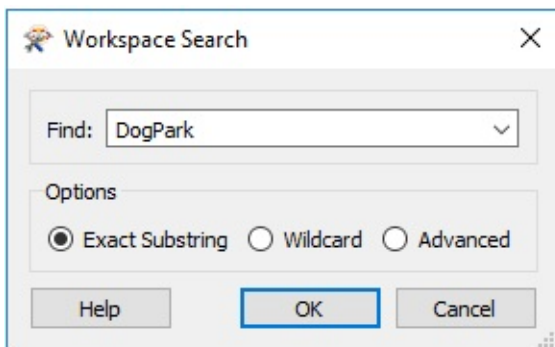 Workspace Search
Find: DogPark
Options
Exact Substring Wildcard Advanced
Help OK Cancel